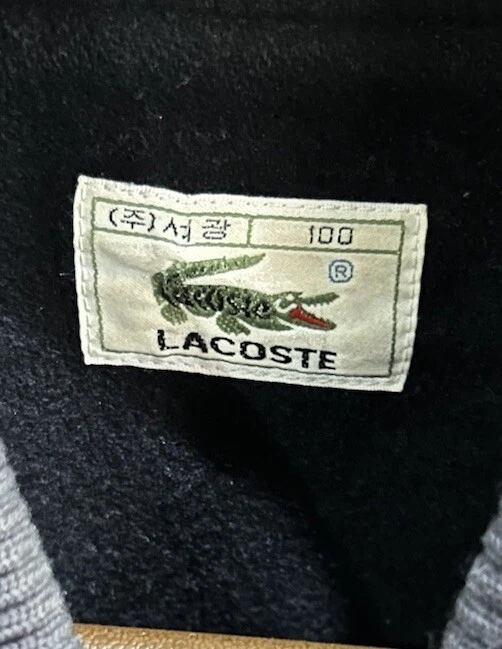 (주)서광 100
®
Lacoste
LACOSTE